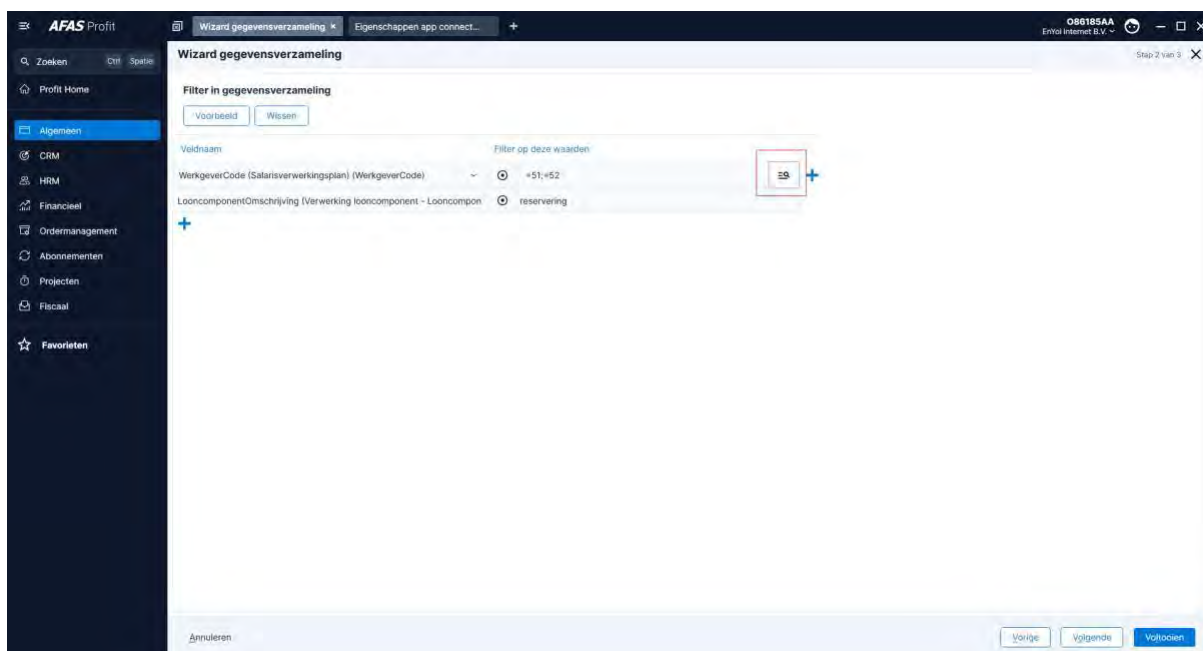 AFAS Profit
Wizard gegevensverzameling ×
Eigenschappen app connect...
+
O86185AA
EnYoi Internet B.V.
Zoeken Ctrl Spatie
Wizard gegevensverzameling
Stap 2 van 3
Profit Home
Filter in gegevensverzameling
Voorbeeld Wissen
Algemeen
CRM
HRM
Financieel
Ordermanagement
Abonnementen
Projecten
Fiscaal
Favorieten
Veldnaam Filter op deze waarden
WerkgeverCode (Salarisverwerkingsplan) (WerkgeverCode) =51;=52
LooncomponentOmschrijving (Verwerking looncomponent - Looncompon reservering
Annuleren
Vorige Volgende Voltooien